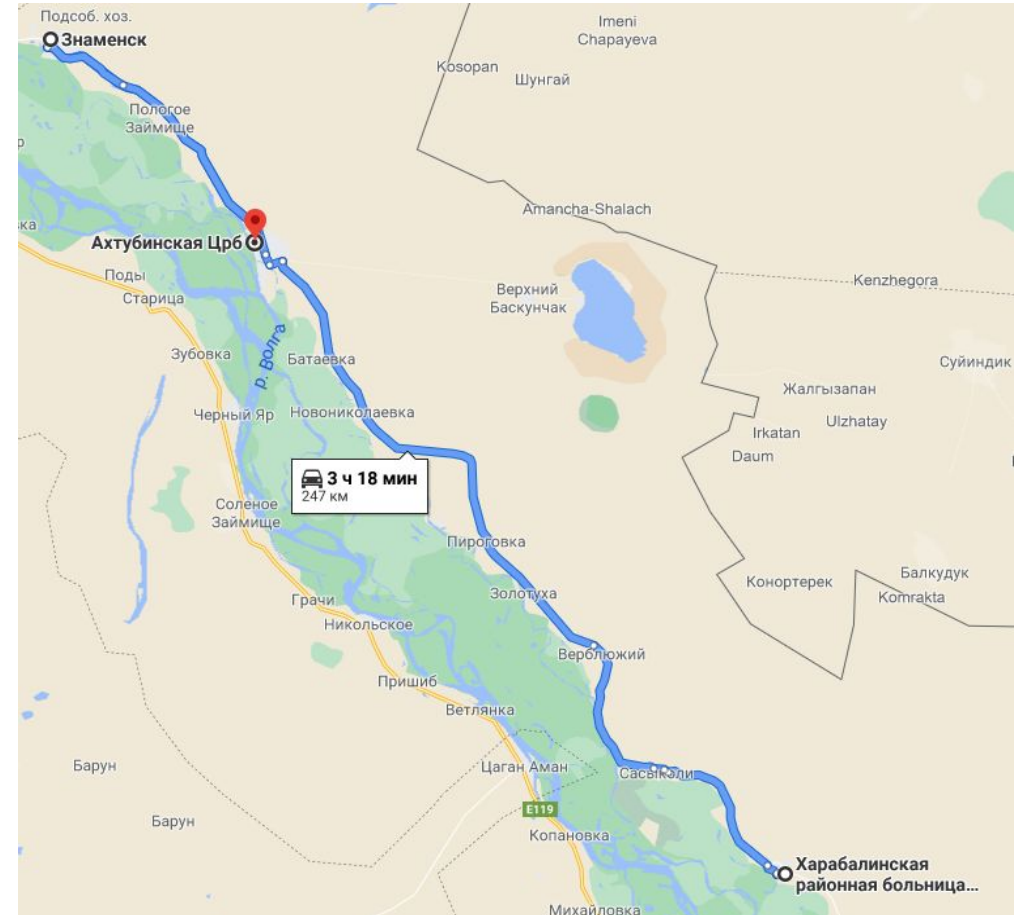 Подсоб. хоз.
Знаменск
Imeni
Chapayeva
Kosopan
Шунгай
Пологое
Займище
Amancha-Shalach
Ахтубинская Црб
Поды
Старица
Kenzhegora
Верхний
Баскунчак
р. Волга
Зубовка
Батаевка
Суйиндик
Жалгызапан
Черный Яр
Новониколаевка
Ulzhatay
Irkatan
Daum
3 ч 18 мин
247 км
Соленое
Займище
Пироговка
Золотуха
Конортерек
Балкудук
Komrakta
Грачи
Никольское
Верблюжий
Пришиб
Ветлянка
Барун
Цаган Аман
Сасыколи
E119
Барун
Копановка
Харабалинская
районная больница...
Михайловка